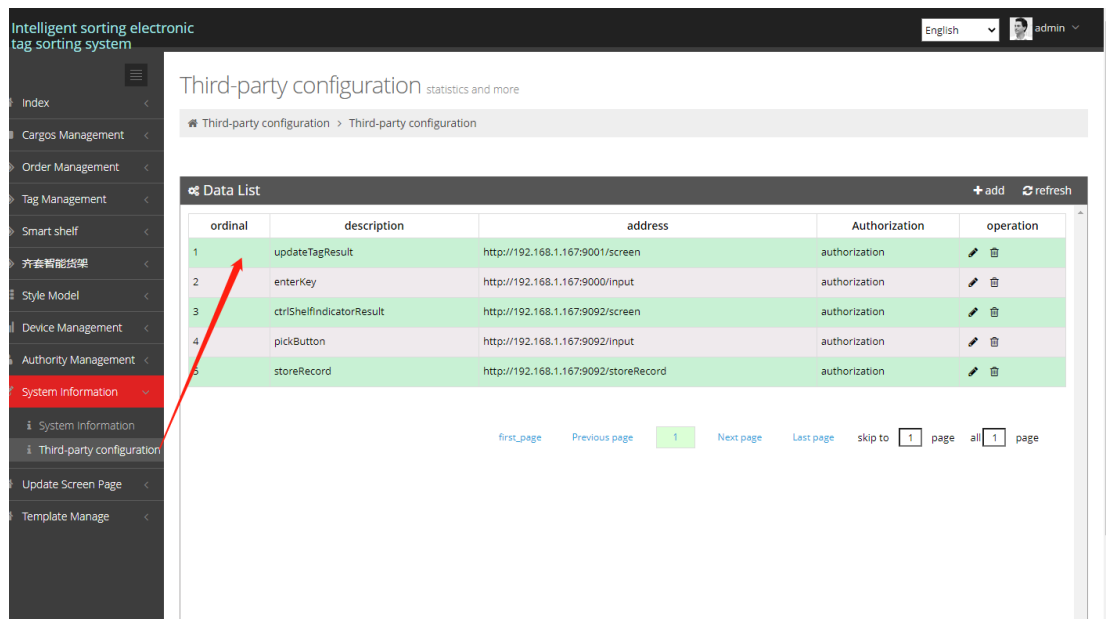 Intelligent sorting electronic
tag sorting system
English
admin
Index
Cargos Management
Order Management
Tag Management
Smart shelf
齐套智能货架
Style Model
Device Management
Authority Management
System Information
System Information
Third-party configuration
Update Screen Page
Template Manage
Third-party configuration statistics and more
Third-party configuration > Third-party configuration
Data List
add refresh
ordinal description address Authorization operation
1 updateTagResult http://192.168.1.167:9001/screen authorization
2 enterKey http://192.168.1.167:9000/input authorization
3 ctrlShelfIndicatorResult http://192.168.1.167:9092/screen authorization
4 pickButton http://192.168.1.167:9092/input authorization
5 storeRecord http://192.168.1.167:9092/storeRecord authorization
first_page Previous page 1 Next page Last page skip to 1 page all 1 page